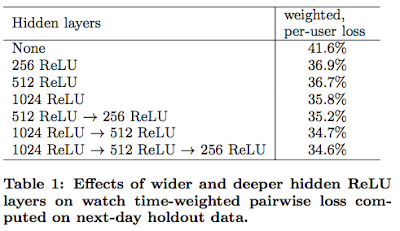 Hidden layers weighted, per-user loss
None 41.6%
256 ReLU 36.9%
512 ReLU 36.7%
1024 ReLU 35.8%
512 ReLU → 256 ReLU 35.2%
1024 ReLU → 512 ReLU 34.7%
1024 ReLU → 512 ReLU → 256 ReLU 34.6%
Table 1: Effects of wider and deeper hidden ReLU
layers on watch time-weighted pairwise loss com-
puted on next-day holdout data.